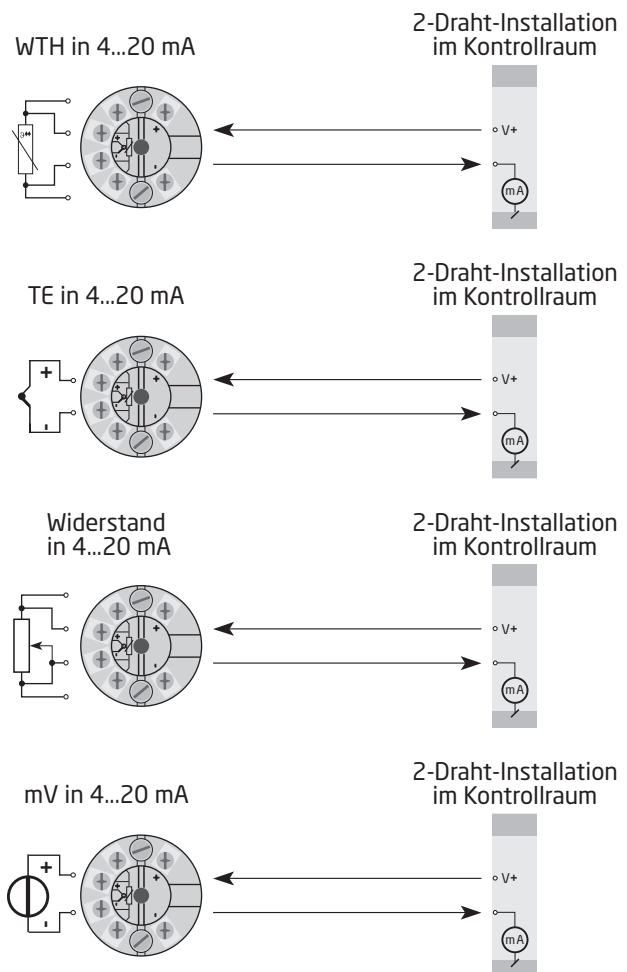 WTH in 4...20 mA
2-Draht-Installation
im Kontrollraum
+
-
+
-
V+
mA
TE in 4...20 mA
2-Draht-Installation
im Kontrollraum
+
-
+
-
+
-
V+
mA
Widerstand
in 4...20 mA
2-Draht-Installation
im Kontrollraum
+
-
+
-
V+
mA
mV in 4...20 mA
2-Draht-Installation
im Kontrollraum
+
-
+
-
+
-
V+
mA